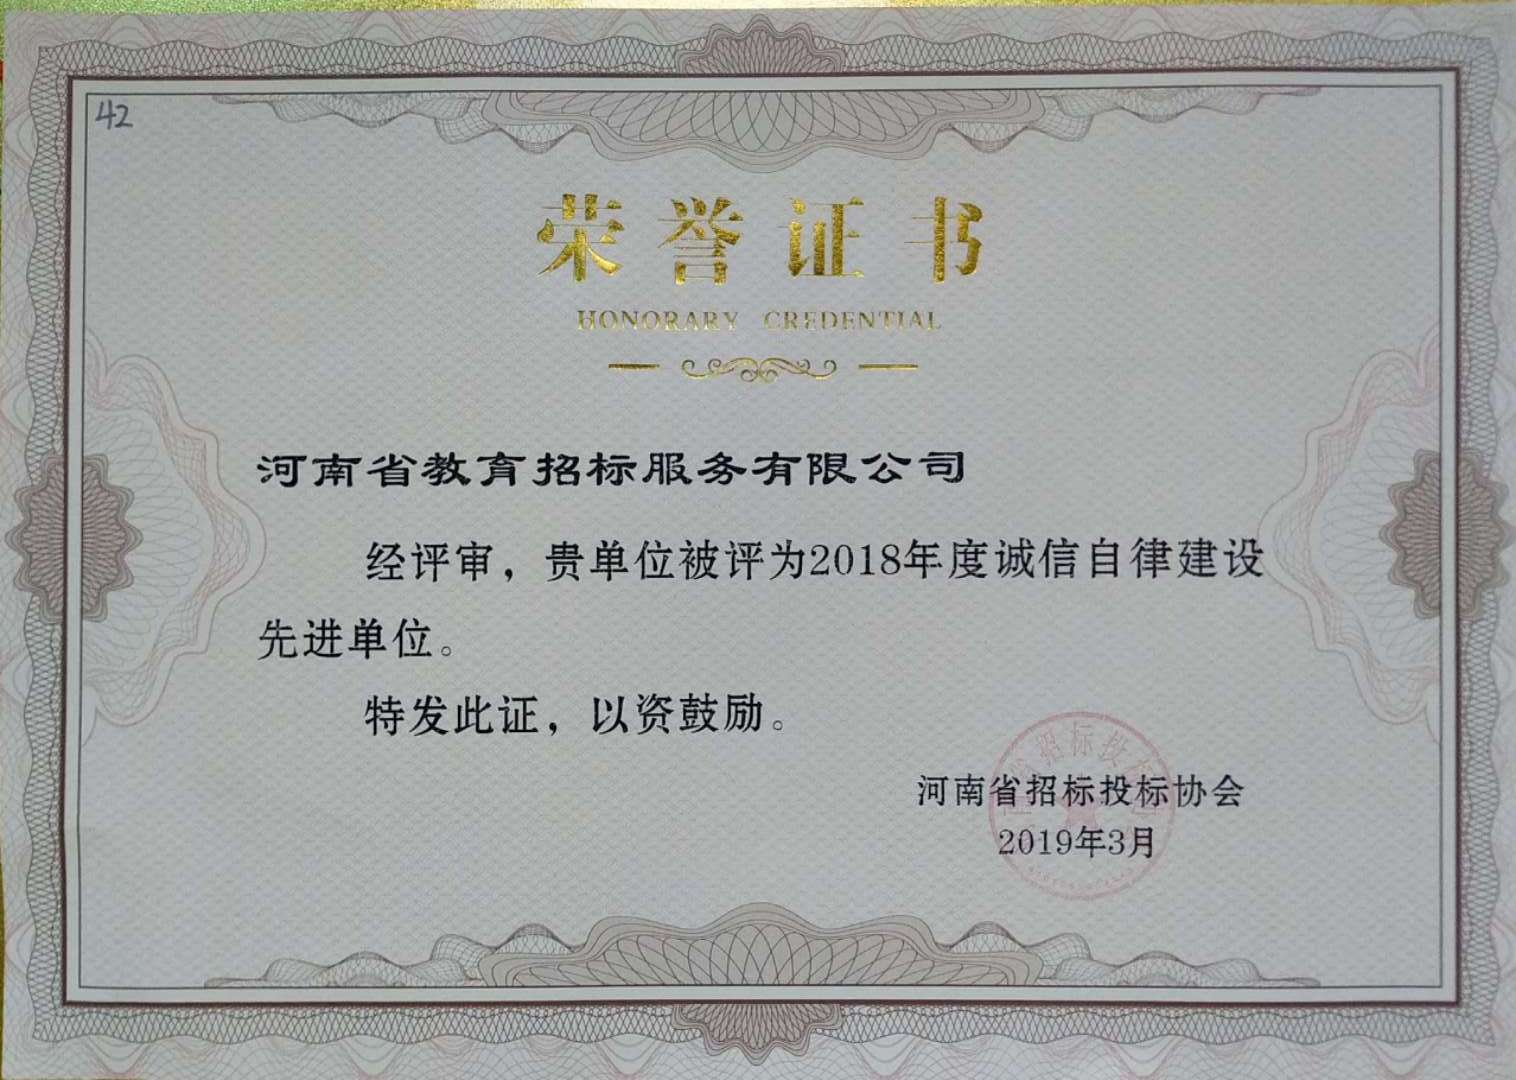 42
荣誉证书
HONORARY CREDENTIAL
河南省教育招标服务有限公司
经评审，贵单位被评为2018年度诚信自律建设
先进单位。
特发此证，以资鼓励。
河南省招标投标协会
2019年3月